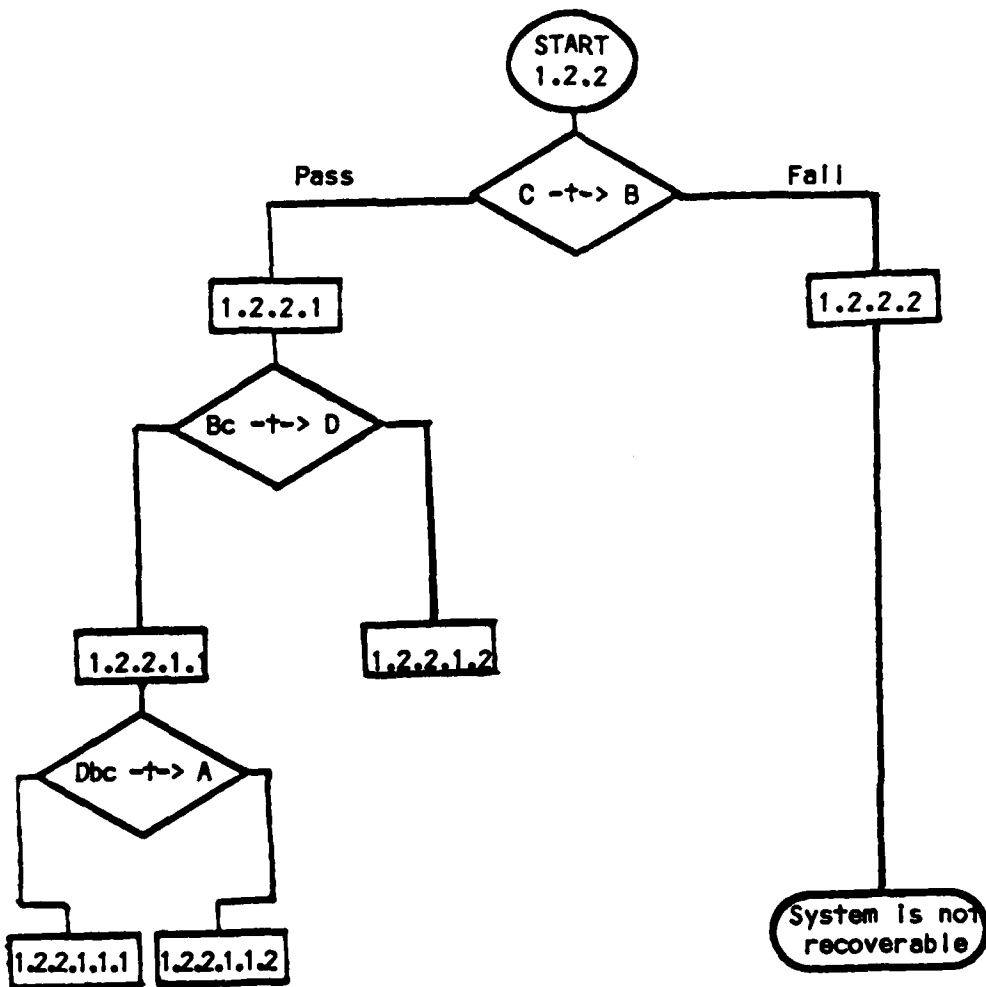 START
1.2.2
Pass
Fail
C -t-> B
1.2.2.1
1.2.2.2
Bc -t-> D
1.2.2.1.1
1.2.2.1.2
Dbc -t-> A
1.2.2.1.1.1
1.2.2.1.1.2
System is not
recoverable